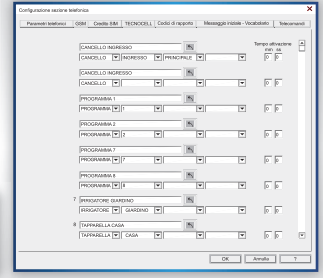 Configurazione sezione telefonica
Parametri telefonici GSM Credito SIM TECNOCELL Codici di rapporto Messaggio iniziale - Vocabolario Telecomandi
Tempo attivazione
mm ss
CANCELLO INGRESSO
CANCELLO INGRESSO PRINCIPALE 0 0
CANCELLO INGRESSO
CANCELLO 0 0
PROGRAMMA 1
PROGRAMMA 1 0 0
PROGRAMMA 2
PROGRAMMA 2 0 0
PROGRAMMA 7
PROGRAMMA 7 0 0
PROGRAMMA 8
PROGRAMMA 8 0 0
7 IRRIGATORE GIARDINO
IRRIGATORE GIARDINO 0 0
8 TAPPARELLA CASA
TAPPARELLA CASA 0 0
OK Annulla ?